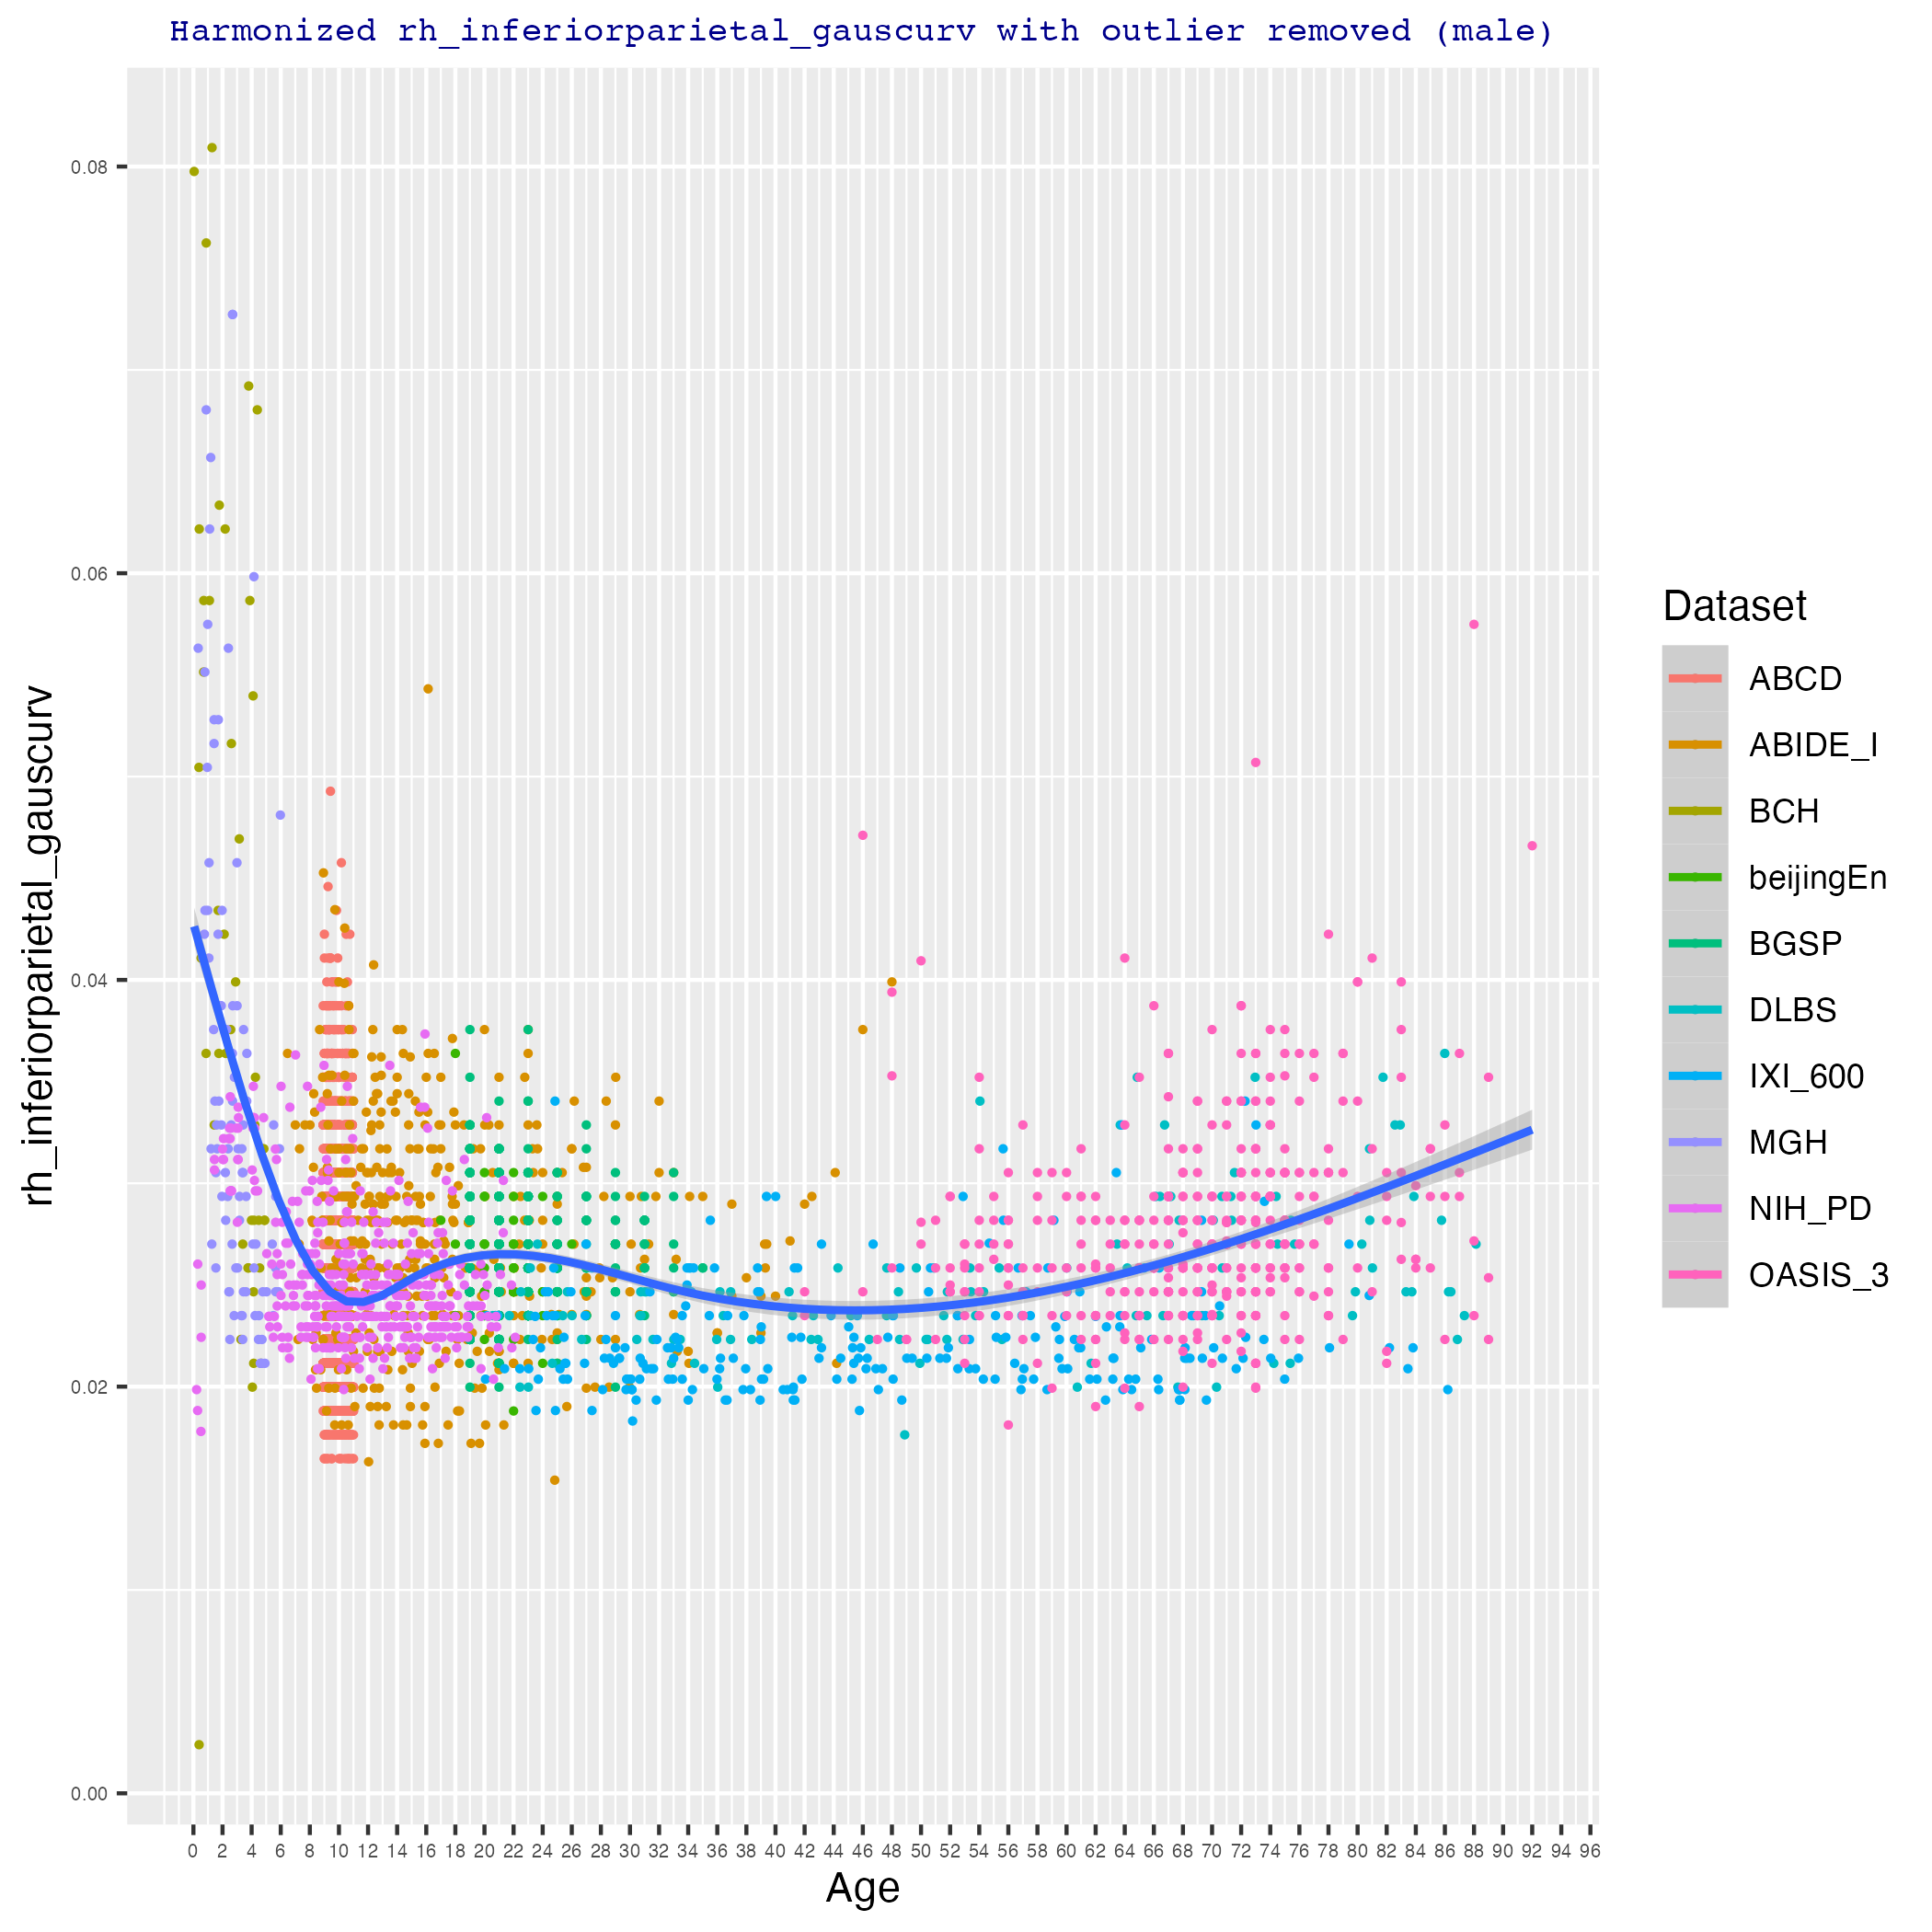 Harmonized rh_inferiorparietal_gauscurv with outlier removed (male)
rh_inferiorparietal_gauscurv
0.08
0.06
0.04
0.02
0.00
0 2 4 6 8 10 12 14 16 18 20 22 24 26 28 30 32 34 36 38 40 42 44 46 48 50 52 54 56 58 60 62 64 66 68 70 72 74 76 78 80 82 84 86 88 90 92 94 96
Age
Dataset
ABCD
ABIDE_I
BCH
beijingEn
BGSP
DLBS
IXI_600
MGH
NIH_PD
OASIS_3